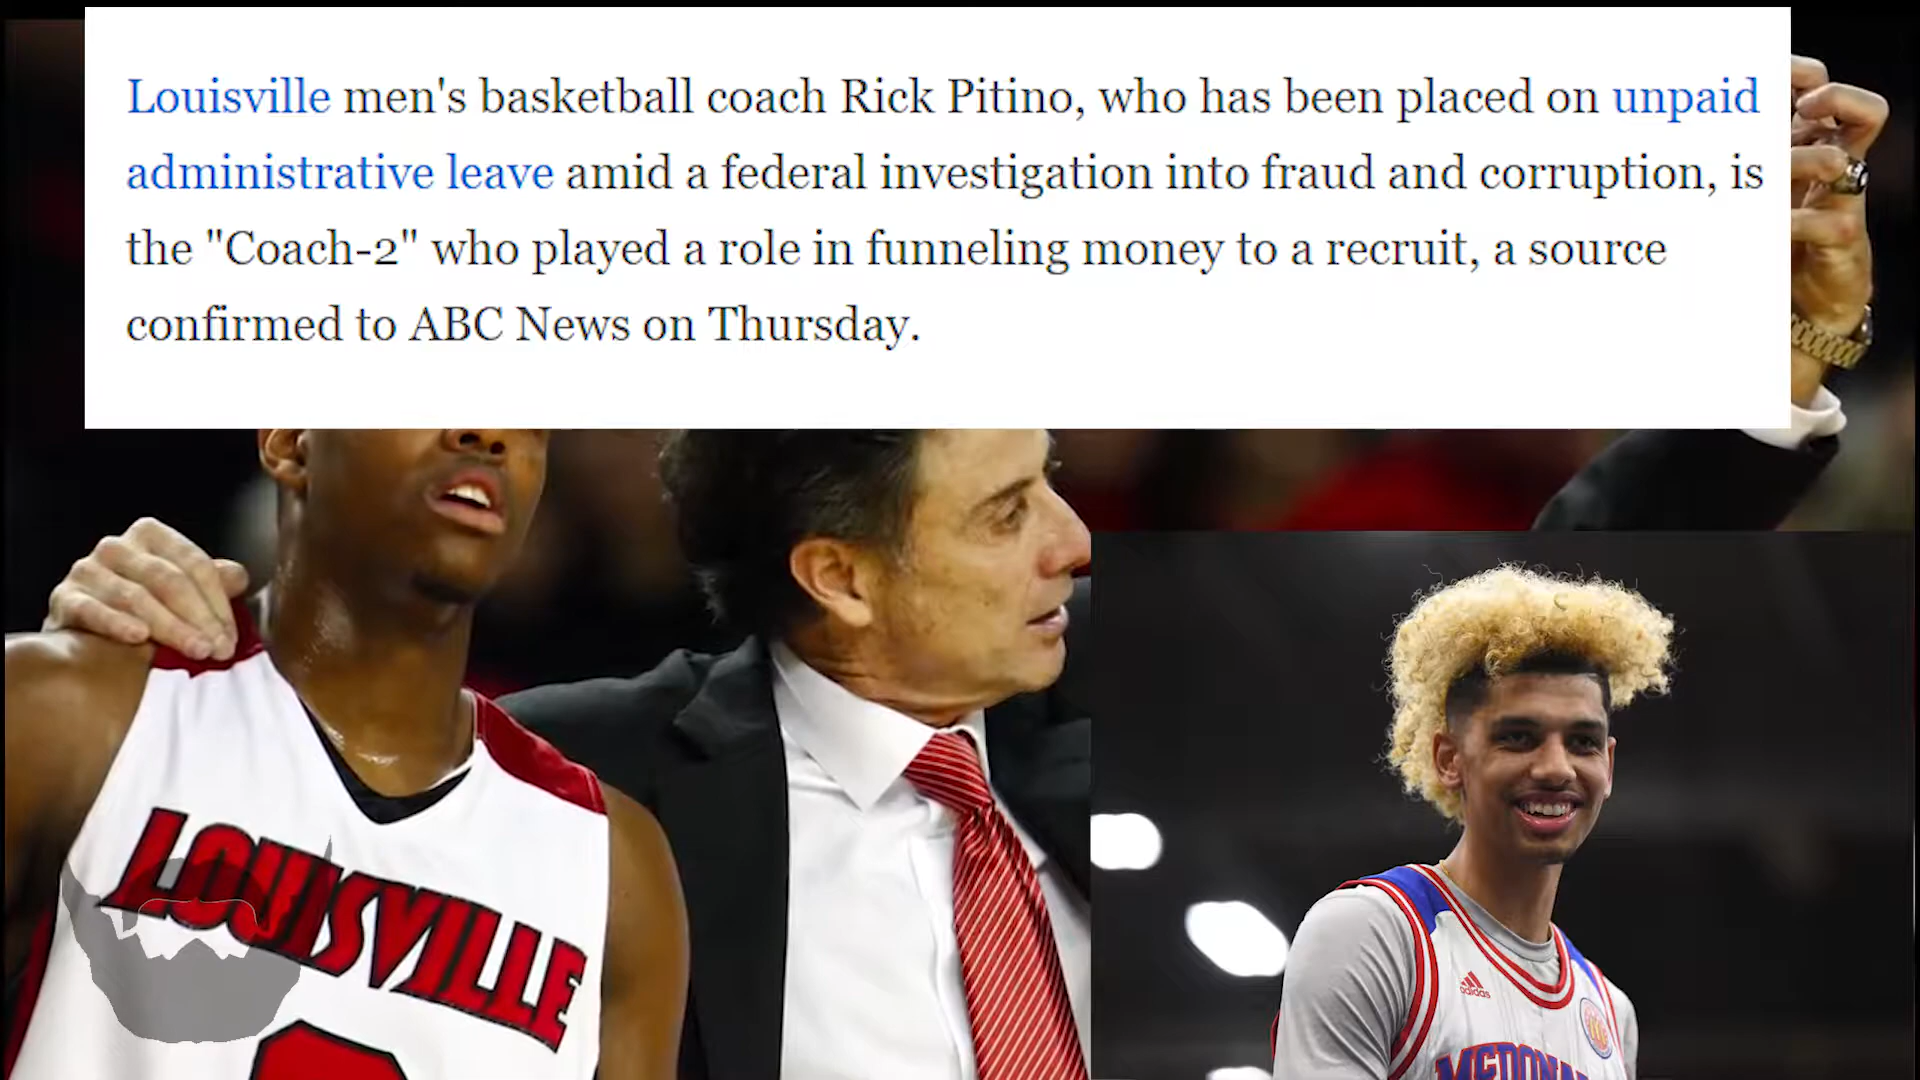 Louisville men's basketball coach Rick Pitino, who has been placed on unpaid
administrative leave amid a federal investigation into fraud and corruption, is
the "Coach-2" who played a role in funneling money to a recruit, a source
confirmed to ABC News on Thursday.
LOUISVILLE
adidas